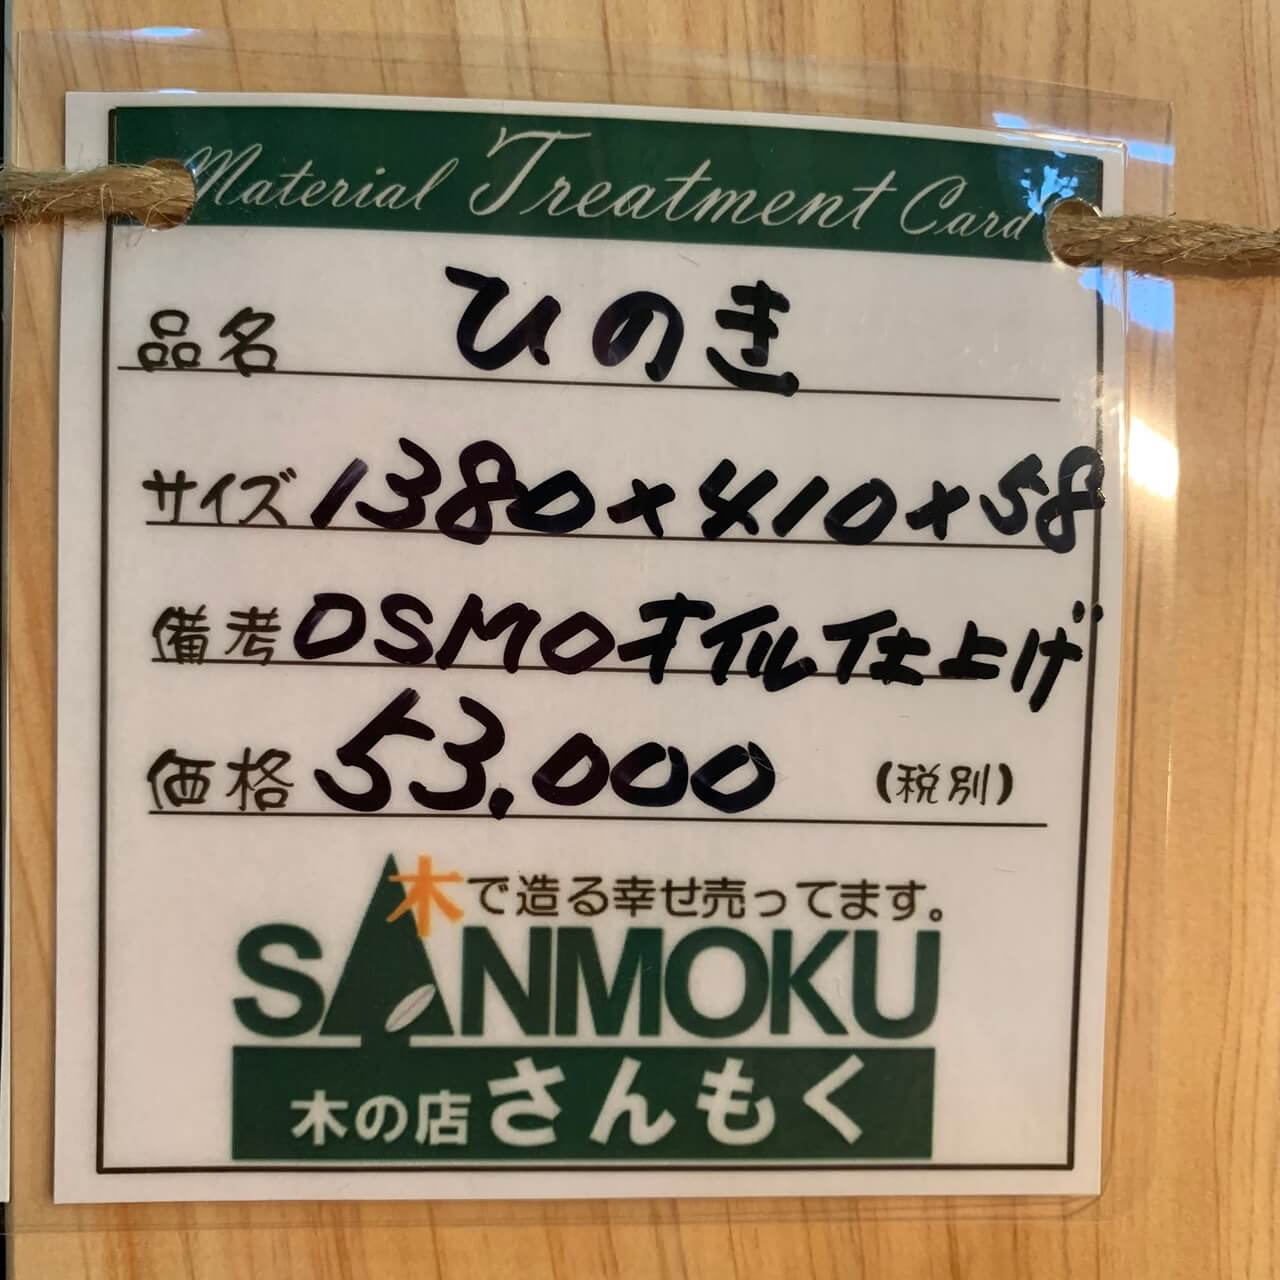 Material Treatment Card
品名 ひのき
サイズ 1380×410×58
備考 OSMOオイル仕上げ
価格 53,000 (税別)
木で造る幸せ売ってます。
SANMOKU
木の店 さんもく